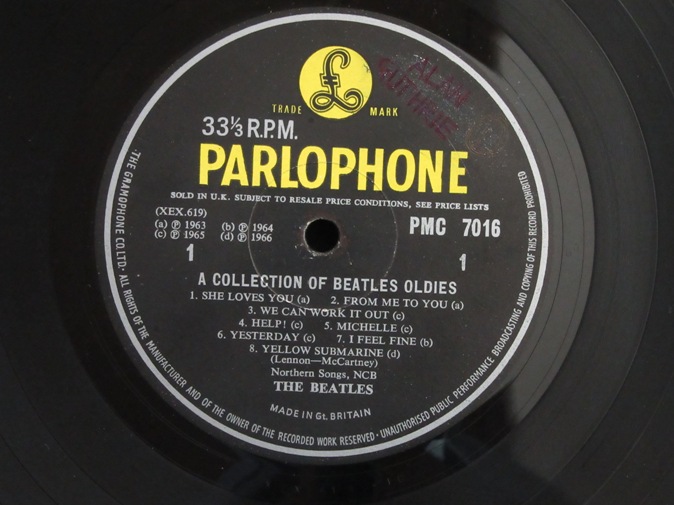 £
TRADE MARK
33⅓ R.P.M.
PARLOPHONE
SOLD IN U.K. SUBJECT TO RESALE PRICE CONDITIONS, SEE PRICE LISTS
(XEX.619)
(a) ℗ 1963 (b) ℗ 1964
(c) ℗ 1965 (d) ℗ 1966
PMC 7016
1
1
A COLLECTION OF BEATLES OLDIES
1. SHE LOVES YOU (a) 2. FROM ME TO YOU (a)
3. WE CAN WORK IT OUT (c)
4. HELP! (c) 5. MICHELLE (c)
6. YESTERDAY (c) 7. I FEEL FINE (b)
8. YELLOW SUBMARINE (d)
(Lennon—McCartney)
Northern Songs, NCB
THE BEATLES
MADE IN Gt. BRITAIN
·THE GRAMOPHONE CO. LTD.· ALL RIGHTS OF THE MANUFACTURER AND OF THE OWNER OF THE RECORDED WORK RESERVED · UNAUTHORISED PUBLIC PERFORMANCE BROADCASTING AND COPYING OF THIS RECORD PROHIBITED